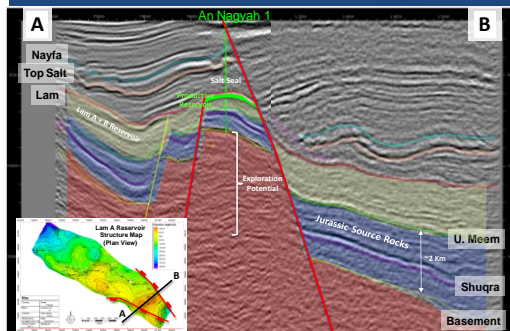 An Nagyah 1
A
B
Nayfa
Top Salt
Salt Seal
Lam
Lam A + B Reservoir
Exploration
Potential
Jurassic Source Rocks
~2 Km
U. Meem
Shuqra
Basement
Lam A Reservoir
Structure Map
(Plan View)
B
A